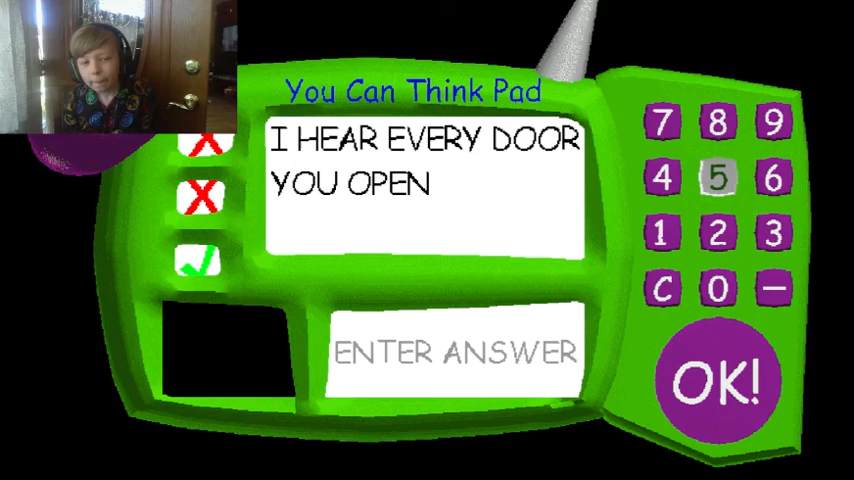 You Can Think Pad
I HEAR EVERY DOOR
YOU OPEN
7 8 9
4 5 6
1 2 3
C 0 −
ENTER ANSWER
OK!